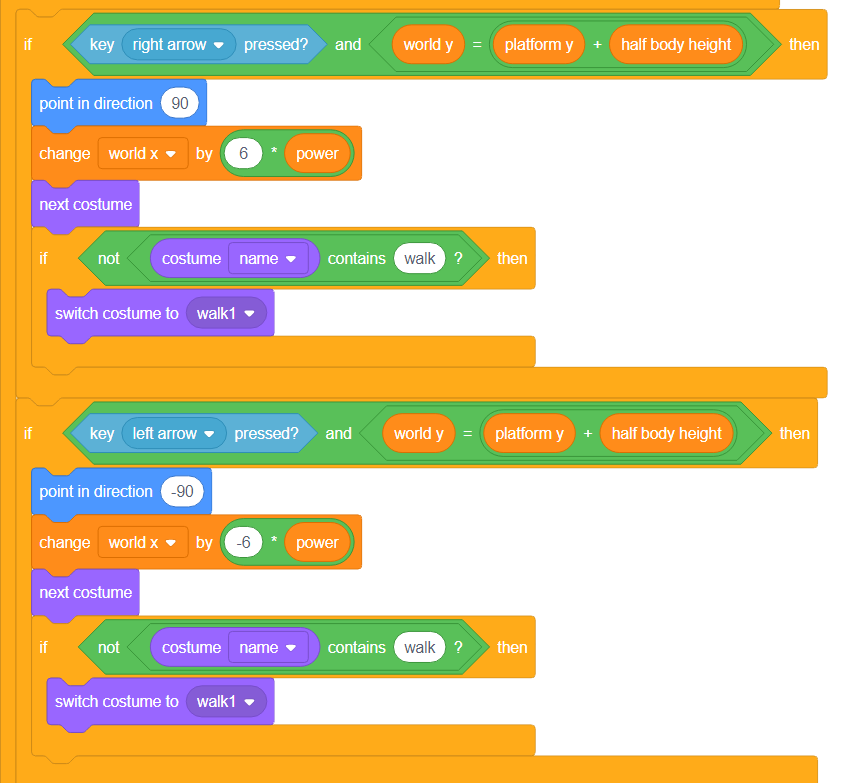 if key right arrow pressed? and world y = platform y + half body height then
point in direction 90
change world x by 6 * power
next costume
if not costume name contains walk ? then
switch costume to walk1
if key left arrow pressed? and world y = platform y + half body height then
point in direction -90
change world x by -6 * power
next costume
if not costume name contains walk ? then
switch costume to walk1